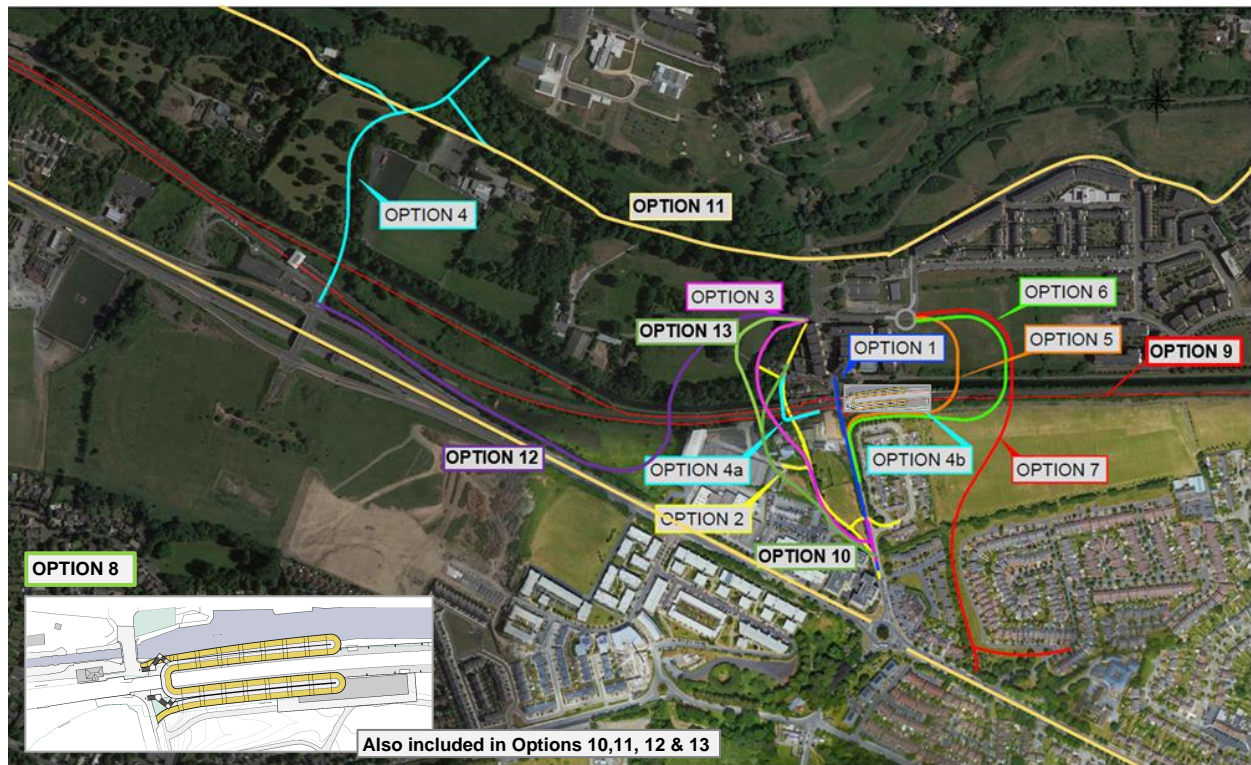 OPTION 4
OPTION 11
OPTION 3
OPTION 6
OPTION 13
OPTION 1
OPTION 5
OPTION 9
OPTION 12
OPTION 4a
OPTION 4b
OPTION 7
OPTION 2
OPTION 10
OPTION 8
Also included in Options 10,11, 12 & 13